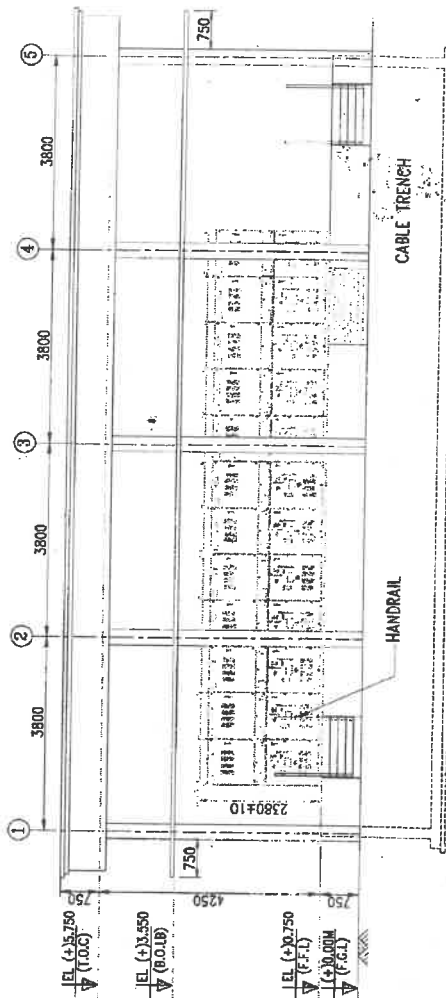 1 2 3 4 5
3800 3800 3800 3800
EL (+)5.750
(T.O.C)
750
750
EL (+)3.550
(B.O.LB)
750
4250
2380±10
EL (+)0.750
(F.F.L)
(+)0.00M
(F.G.L)
750
HANDRAIL
CABLE TRENCH